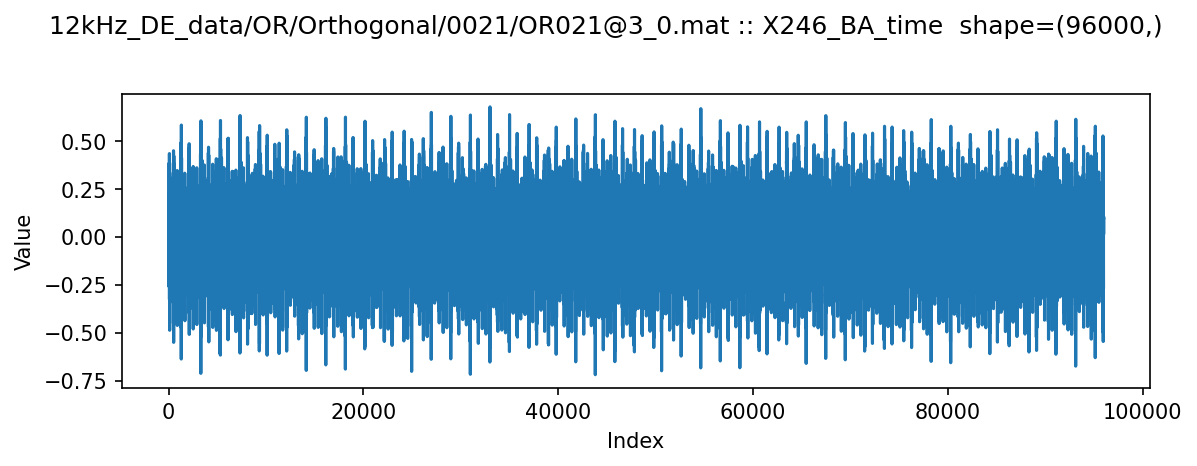 12kHz_DE_data/OR/Orthogonal/0021/OR021@3_0.mat :: X246_BA_time  shape=(96000,)
0.50
0.25
0.00
−0.25
−0.50
−0.75
Value
0 20000 40000 60000 80000 100000
Index